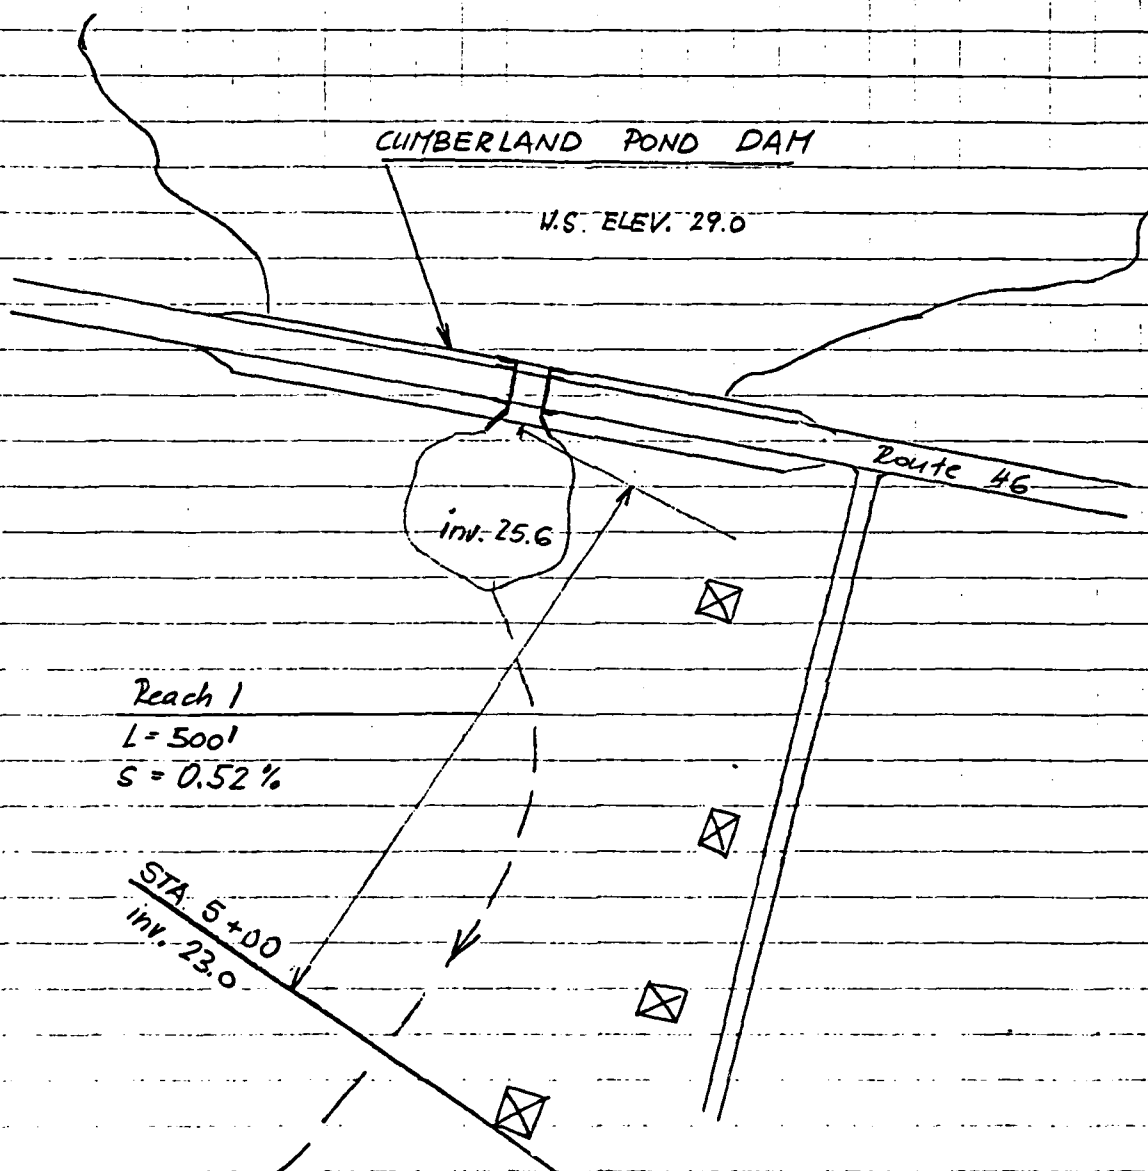 CUMBERLAND POND DAM
W.S. ELEV. 29.0
Route 46
inv. 25.6
Reach 1
L = 500'
S = 0.52 %
STA. 5+00
inv. 23.0